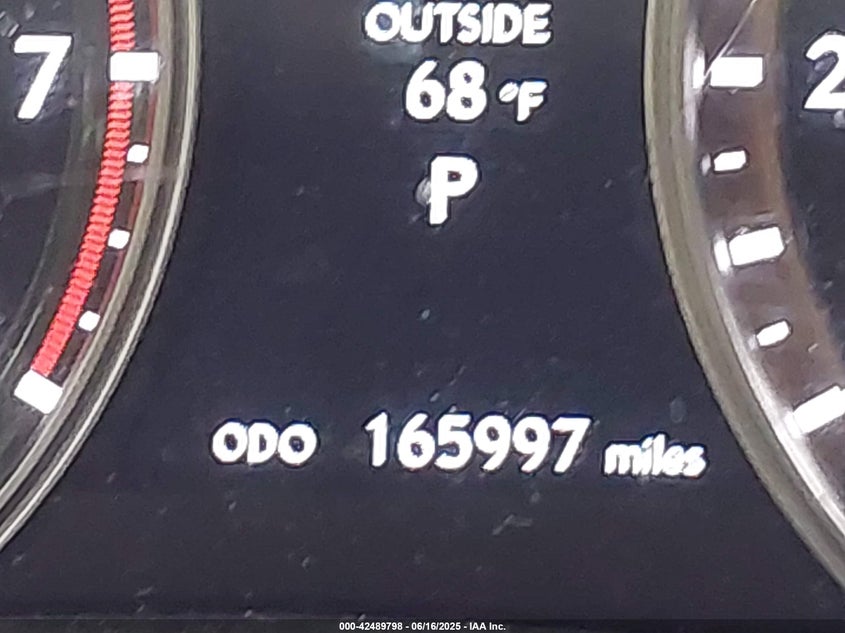 OUTSIDE
68 °F
7
2
P
ODO 165997 miles
000-42489798 - 06/16/2025 - IAA Inc.